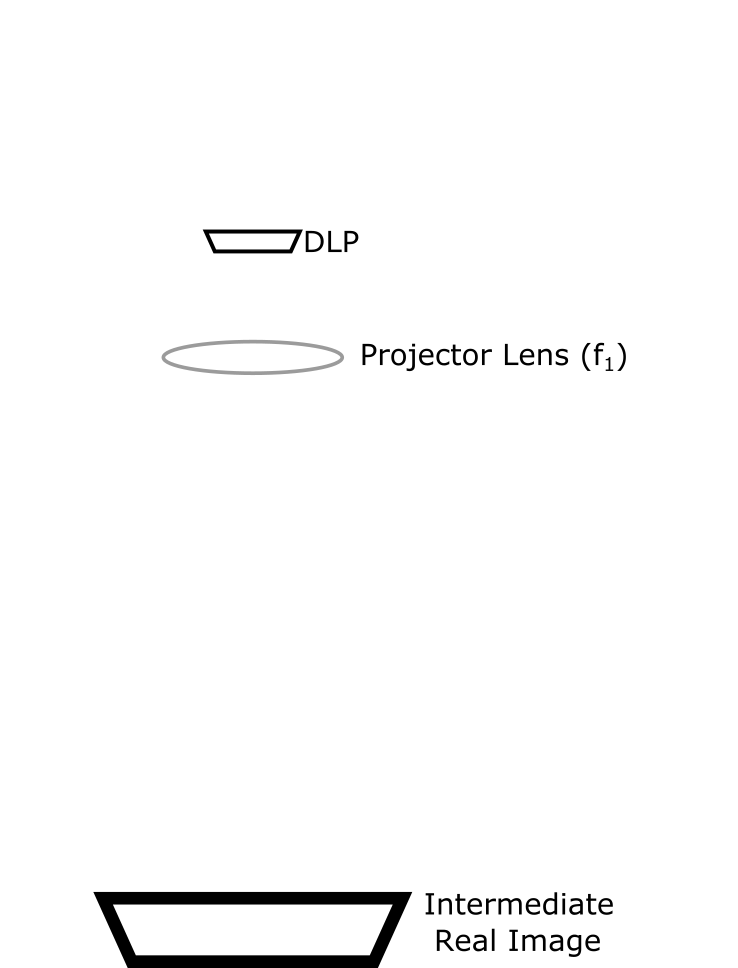 DLP
Projector Lens (f₁)
Intermediate
Real Image